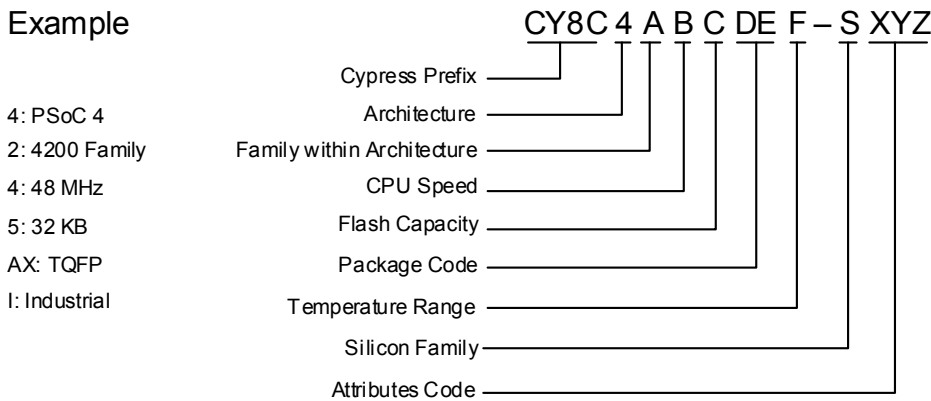 Example CY8C 4 A B C DE F – S XYZ
Cypress Prefix
4: PSoC 4 Architecture
2: 4200 Family Family within Architecture
4: 48 MHz CPU Speed
5: 32 KB Flash Capacity
AX: TQFP Package Code
I: Industrial Temperature Range
Silicon Family
Attributes Code